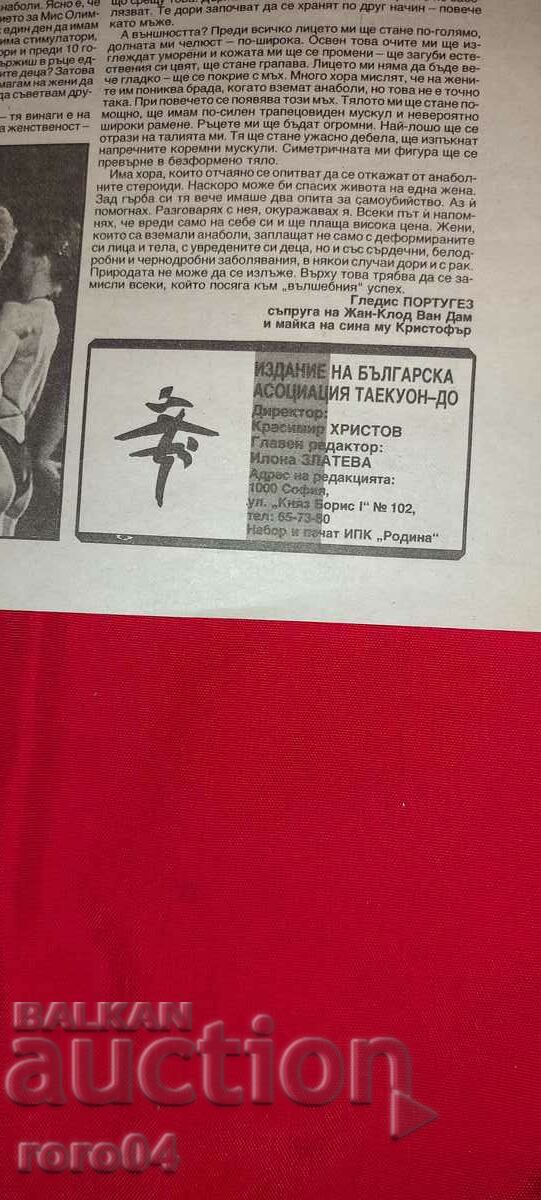 наболи. Ясно е, че
ието за Мис Олим-
един ден да имам
има стимулатори,
ори и преди 10 го-
държиш в ръце ед-
ите деца? Затова
магам на жени да
да съветвам дру-
– тя винаги е на
а женственост –
лязват. Те дори започват да се хранят по друг начин – повече
като мъже.
А външността? Преди всичко лицето ми ще стане по-голямо,
долната ми челюст – по-широка. Освен това очите ми ще из-
глеждат уморени и кожата ми ще се промени – ще загуби есте-
ствения си цвят, ще стане грапава. Лицето ми няма да бъде ве-
че гладко – ще се покрие с мъх. Много хора мислят, че на жени-
те им пониква брада, когато вземат анаболи, но това не е точно
така. При повечето се появява този мъх. Тялото ми ще стане по-
мощно, ще имам по-силен трапецовиден мускул и невероятно
широки рамене. Ръцете ми ще бъдат огромни. Най-лошо ще се
отрази на талията ми. Тя ще стане ужасно дебела, ще изпъкнат
напречните коремни мускули. Симетричната ми фигура ще се
превърне в безформено тяло.
Има хора, които отчаяно се опитват да се откажат от анабол-
ните стероиди. Наскоро може би спасих живота на една жена.
Зад гърба си тя вече имаше два опита за самоубийство. Аз ѝ
помогнах. Разговарях с нея, окуражавах я. Всеки път ѝ напом-
нях, че вреди само на себе си и ще плаща висока цена. Жени,
които са вземали анаболи, заплащат не само с деформираните
си лица и тела, с увредените си деца, но и със сърдечни, белод-
робни и чернодробни заболявания, в някои случаи дори и с рак.
Природата не може да се излъже. Върху това трябва да се за-
мисли всеки, който посяга към „вълшебния“ успех.
Гледис ПОРТУГЕЗ
съпруга на Жан-Клод Ван Дам
и майка на сина му Кристофър
ИЗДАНИЕ НА БЪЛГАРСКА
АСОЦИАЦИЯ ТАЕКУОН–ДО
Директор:
Красимир ХРИСТОВ
Главен редактор:
Илона ЗЛАТЕВА
Адрес на редакцията:
1000 София,
ул. „Княз Борис I“ № 102,
тел: 65-73-80
Набор и печат ИПК „Родина“
BALKAN
auction
roro04